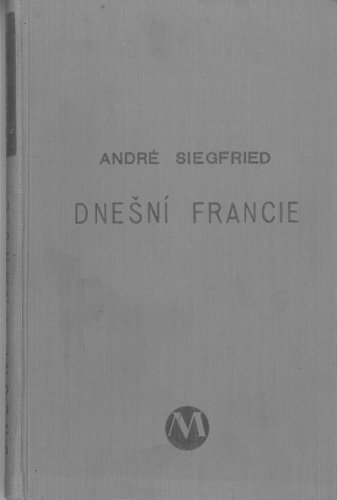 ANDRÉ SIEGFRIED
DNEŠNÍ FRANCIE
M